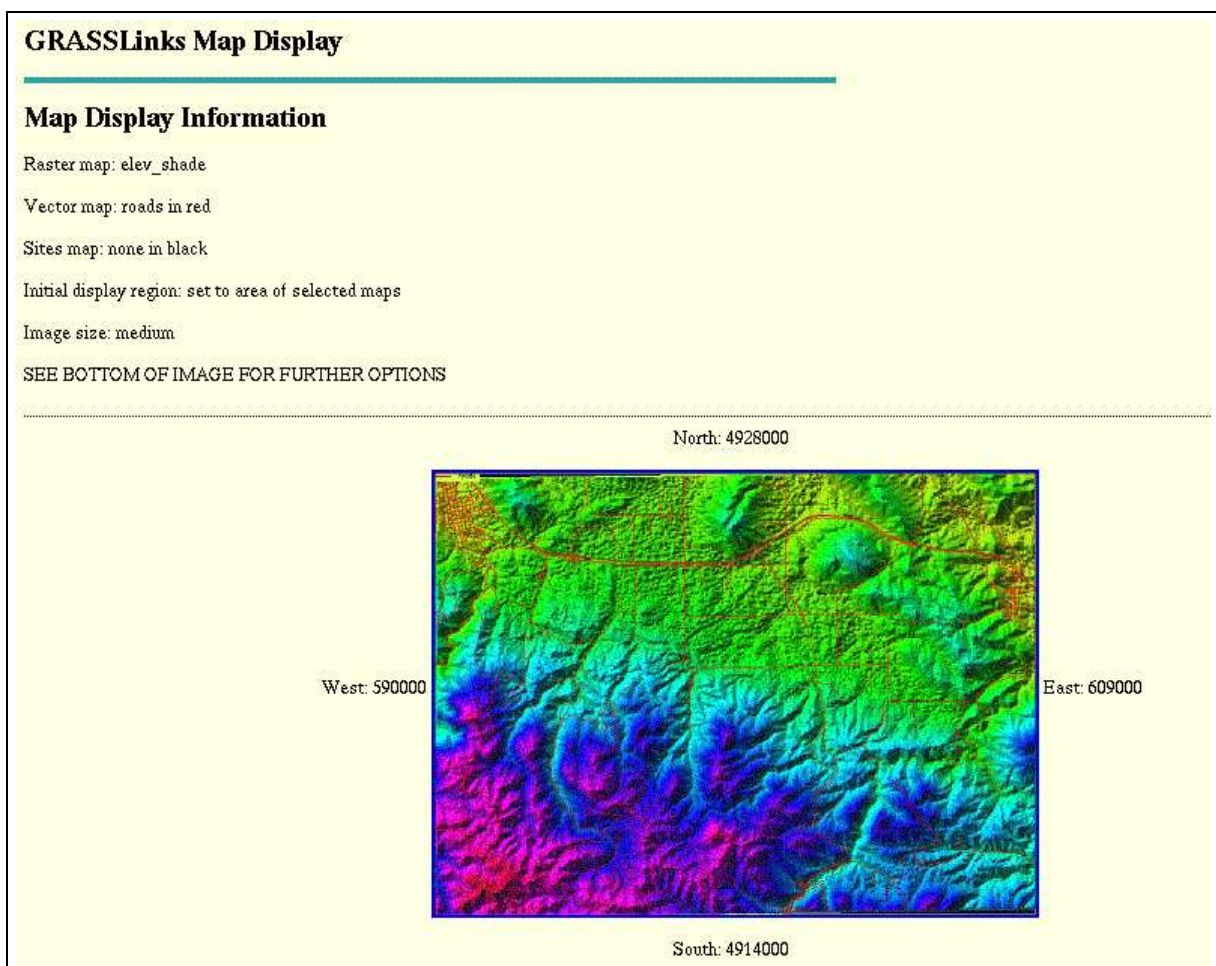 GRASSLinks Map Display
Map Display Information
Raster map: elev_shade
Vector map: roads in red
Sites map: none in black
Initial display region: set to area of selected maps
Image size: medium
SEE BOTTOM OF IMAGE FOR FURTHER OPTIONS
North: 4928000
West: 590000
East: 609000
South: 4914000